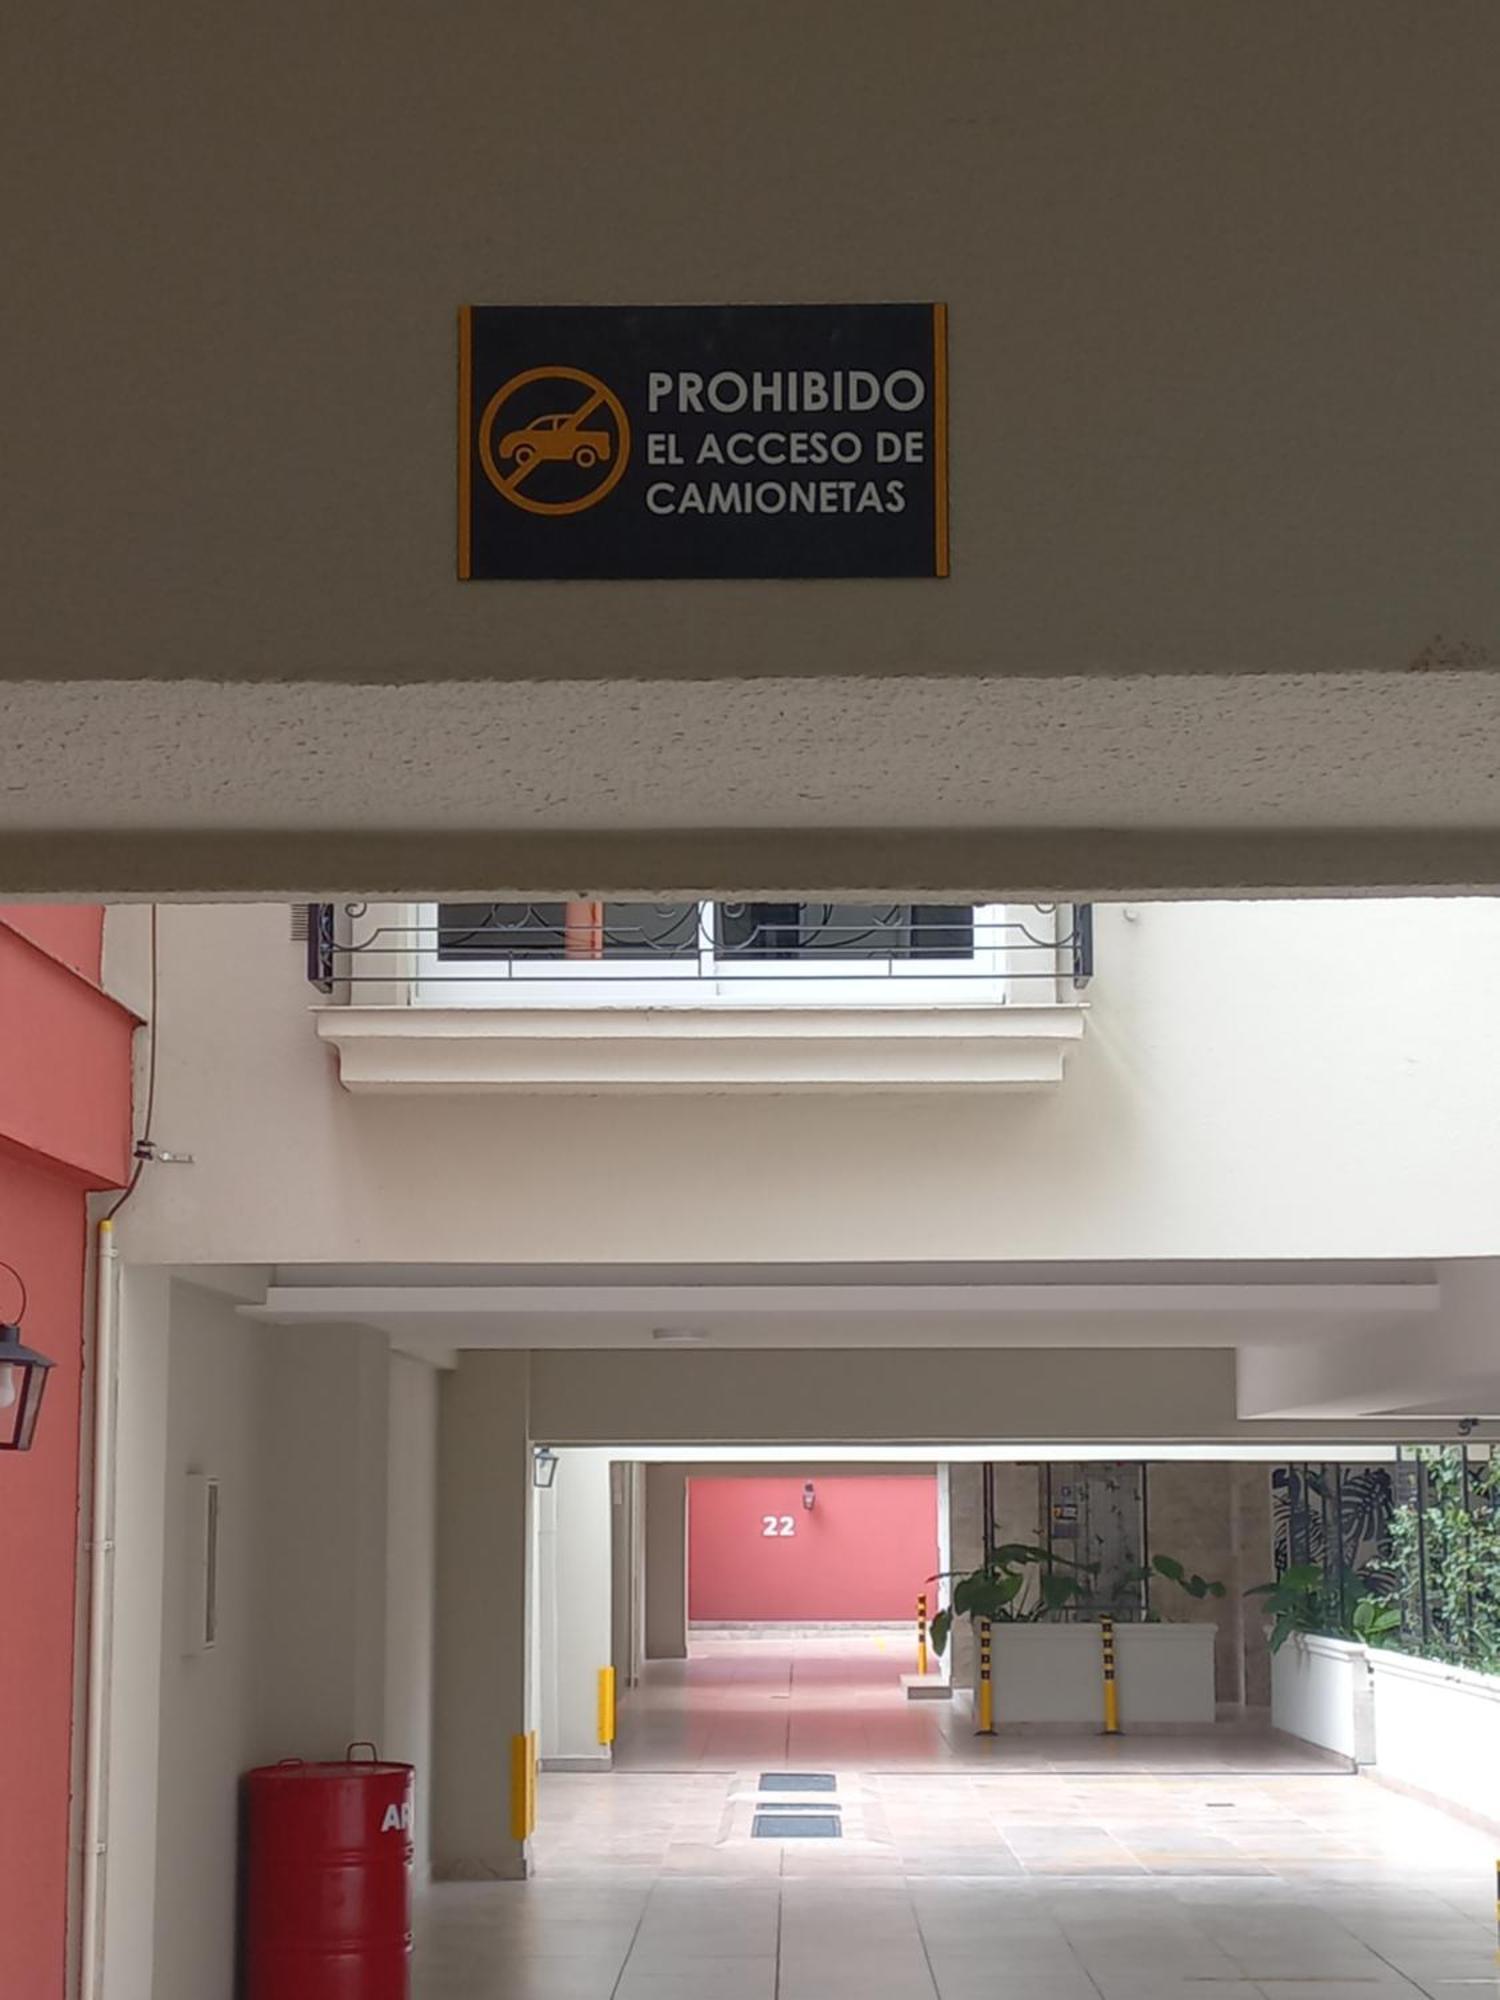 PROHIBIDO
EL ACCESO DE
CAMIONETAS
22